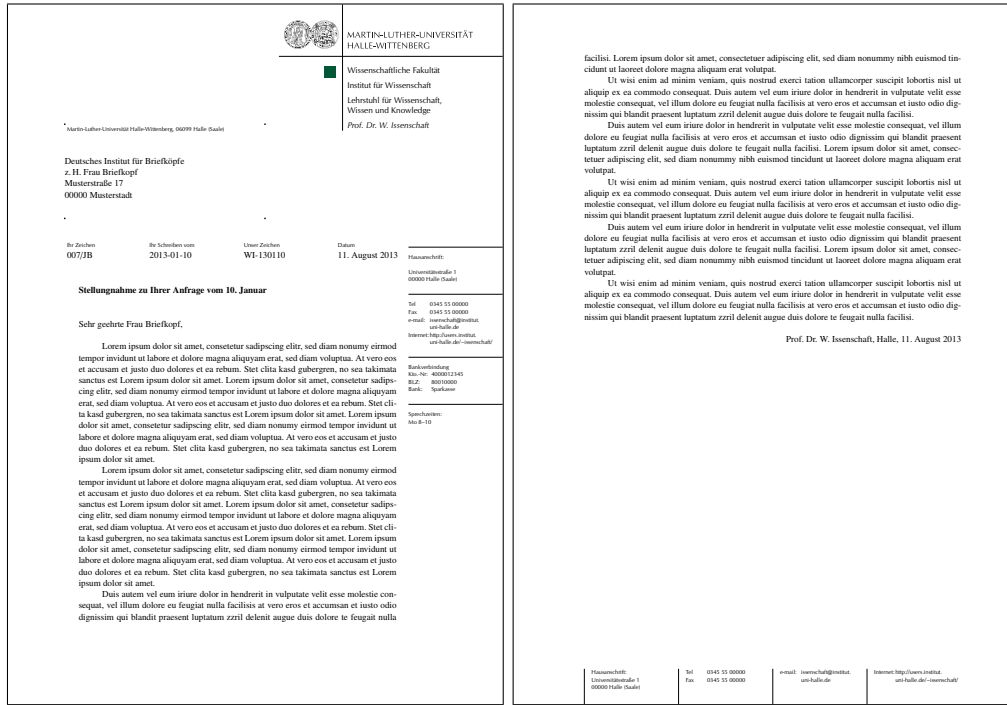 MARTIN-LUTHER-UNIVERSITÄT
HALLE-WITTENBERG
Wissenschaftliche Fakultät
Institut für Wissenschaft
Lehrstuhl für Wissenschaft,
Wissen und Knowledge
Prof. Dr. W. Issenschaft
Martin-Luther-Universität Halle-Wittenberg, 06099 Halle (Saale)
Deutsches Institut für Briefköpfe
z. H. Frau Briefkopf
Musterstraße 17
00000 Musterstadt
Ihr Zeichen Ihr Schreiben vom Unser Zeichen Datum
007/JB 2013-01-10 WI-130110 11. August 2013
Hausanschrift:
Universitätsstraße 1
00000 Halle (Saale)
Tel 0345 55 00000
Fax 0345 55 00000
e-mail: issenschaft@institut.
uni-halle.de
Internet: http://users.institut.
uni-halle.de/~issenschaft/
Bankverbindung
Kto.-Nr: 4000012345
BLZ: 80010000
Bank: Sparkasse
Sprechzeiten:
Mo 8–10
Stellungnahme zu Ihrer Anfrage vom 10. Januar
Sehr geehrte Frau Briefkopf,
Lorem ipsum dolor sit amet, consetetur sadipscing elitr, sed diam nonumy eirmod
tempor invidunt ut labore et dolore magna aliquyam erat, sed diam voluptua. At vero eos
et accusam et justo duo dolores et ea rebum. Stet clita kasd gubergren, no sea takimata
sanctus est Lorem ipsum dolor sit amet. Lorem ipsum dolor sit amet, consetetur sadips-
cing elitr, sed diam nonumy eirmod tempor invidunt ut labore et dolore magna aliquyam
erat, sed diam voluptua. At vero eos et accusam et justo duo dolores et ea rebum. Stet cli-
ta kasd gubergren, no sea takimata sanctus est Lorem ipsum dolor sit amet. Lorem ipsum
dolor sit amet, consetetur sadipscing elitr, sed diam nonumy eirmod tempor invidunt ut
labore et dolore magna aliquyam erat, sed diam voluptua. At vero eos et accusam et justo
duo dolores et ea rebum. Stet clita kasd gubergren, no sea takimata sanctus est Lorem
ipsum dolor sit amet.
Lorem ipsum dolor sit amet, consetetur sadipscing elitr, sed diam nonumy eirmod
tempor invidunt ut labore et dolore magna aliquyam erat, sed diam voluptua. At vero eos
et accusam et justo duo dolores et ea rebum. Stet clita kasd gubergren, no sea takimata
sanctus est Lorem ipsum dolor sit amet. Lorem ipsum dolor sit amet, consetetur sadips-
cing elitr, sed diam nonumy eirmod tempor invidunt ut labore et dolore magna aliquyam
erat, sed diam voluptua. At vero eos et accusam et justo duo dolores et ea rebum. Stet cli-
ta kasd gubergren, no sea takimata sanctus est Lorem ipsum dolor sit amet. Lorem ipsum
dolor sit amet, consetetur sadipscing elitr, sed diam nonumy eirmod tempor invidunt ut
labore et dolore magna aliquyam erat, sed diam voluptua. At vero eos et accusam et justo
duo dolores et ea rebum. Stet clita kasd gubergren, no sea takimata sanctus est Lorem
ipsum dolor sit amet.
Duis autem vel eum iriure dolor in hendrerit in vulputate velit esse molestie con-
sequat, vel illum dolore eu feugiat nulla facilisis at vero eros et accumsan et iusto odio
dignissim qui blandit praesent luptatum zzril delenit augue duis dolore te feugait nulla
facilisi. Lorem ipsum dolor sit amet, consectetuer adipiscing elit, sed diam nonummy nibh euismod tin-
cidunt ut laoreet dolore magna aliquam erat volutpat.
Ut wisi enim ad minim veniam, quis nostrud exerci tation ullamcorper suscipit lobortis nisl ut
aliquip ex ea commodo consequat. Duis autem vel eum iriure dolor in hendrerit in vulputate velit esse
molestie consequat, vel illum dolore eu feugiat nulla facilisis at vero eros et accumsan et iusto odio dig-
nissim qui blandit praesent luptatum zzril delenit augue duis dolore te feugait nulla facilisi.
Duis autem vel eum iriure dolor in hendrerit in vulputate velit esse molestie consequat, vel illum
dolore eu feugiat nulla facilisis at vero eros et accumsan et iusto odio dignissim qui blandit praesent
luptatum zzril delenit augue duis dolore te feugait nulla facilisi. Lorem ipsum dolor sit amet, consec-
tetuer adipiscing elit, sed diam nonummy nibh euismod tincidunt ut laoreet dolore magna aliquam erat
volutpat.
Ut wisi enim ad minim veniam, quis nostrud exerci tation ullamcorper suscipit lobortis nisl ut
aliquip ex ea commodo consequat. Duis autem vel eum iriure dolor in hendrerit in vulputate velit esse
molestie consequat, vel illum dolore eu feugiat nulla facilisis at vero eros et accumsan et iusto odio dig-
nissim qui blandit praesent luptatum zzril delenit augue duis dolore te feugait nulla facilisi.
Duis autem vel eum iriure dolor in hendrerit in vulputate velit esse molestie consequat, vel illum
dolore eu feugiat nulla facilisis at vero eros et accumsan et iusto odio dignissim qui blandit praesent
luptatum zzril delenit augue duis dolore te feugait nulla facilisi. Lorem ipsum dolor sit amet, consec-
tetuer adipiscing elit, sed diam nonummy nibh euismod tincidunt ut laoreet dolore magna aliquam erat
volutpat.
Ut wisi enim ad minim veniam, quis nostrud exerci tation ullamcorper suscipit lobortis nisl ut
aliquip ex ea commodo consequat. Duis autem vel eum iriure dolor in hendrerit in vulputate velit esse
molestie consequat, vel illum dolore eu feugiat nulla facilisis at vero eros et accumsan et iusto odio dig-
nissim qui blandit praesent luptatum zzril delenit augue duis dolore te feugait nulla facilisi.
Prof. Dr. W. Issenschaft, Halle, 11. August 2013
Hausanschrift:
Universitätsstraße 1
00000 Halle (Saale)
Tel 0345 55 00000
Fax 0345 55 00000
e-mail: issenschaft@institut.
uni-halle.de
Internet: http://users.institut.
uni-halle.de/~issenschaft/